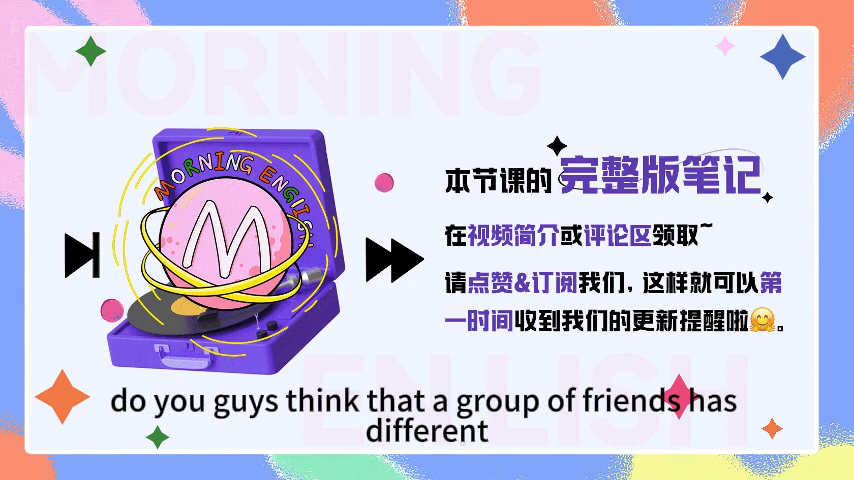 MORNING
MORNING ENGLISH
M
本节课的 完整版笔记
在视频简介或评论区领取~
请点赞&订阅我们，这样就可以第
一时间收到我们的更新提醒啦🤗。
EN LISH
do you guys think that a group of friends has
different